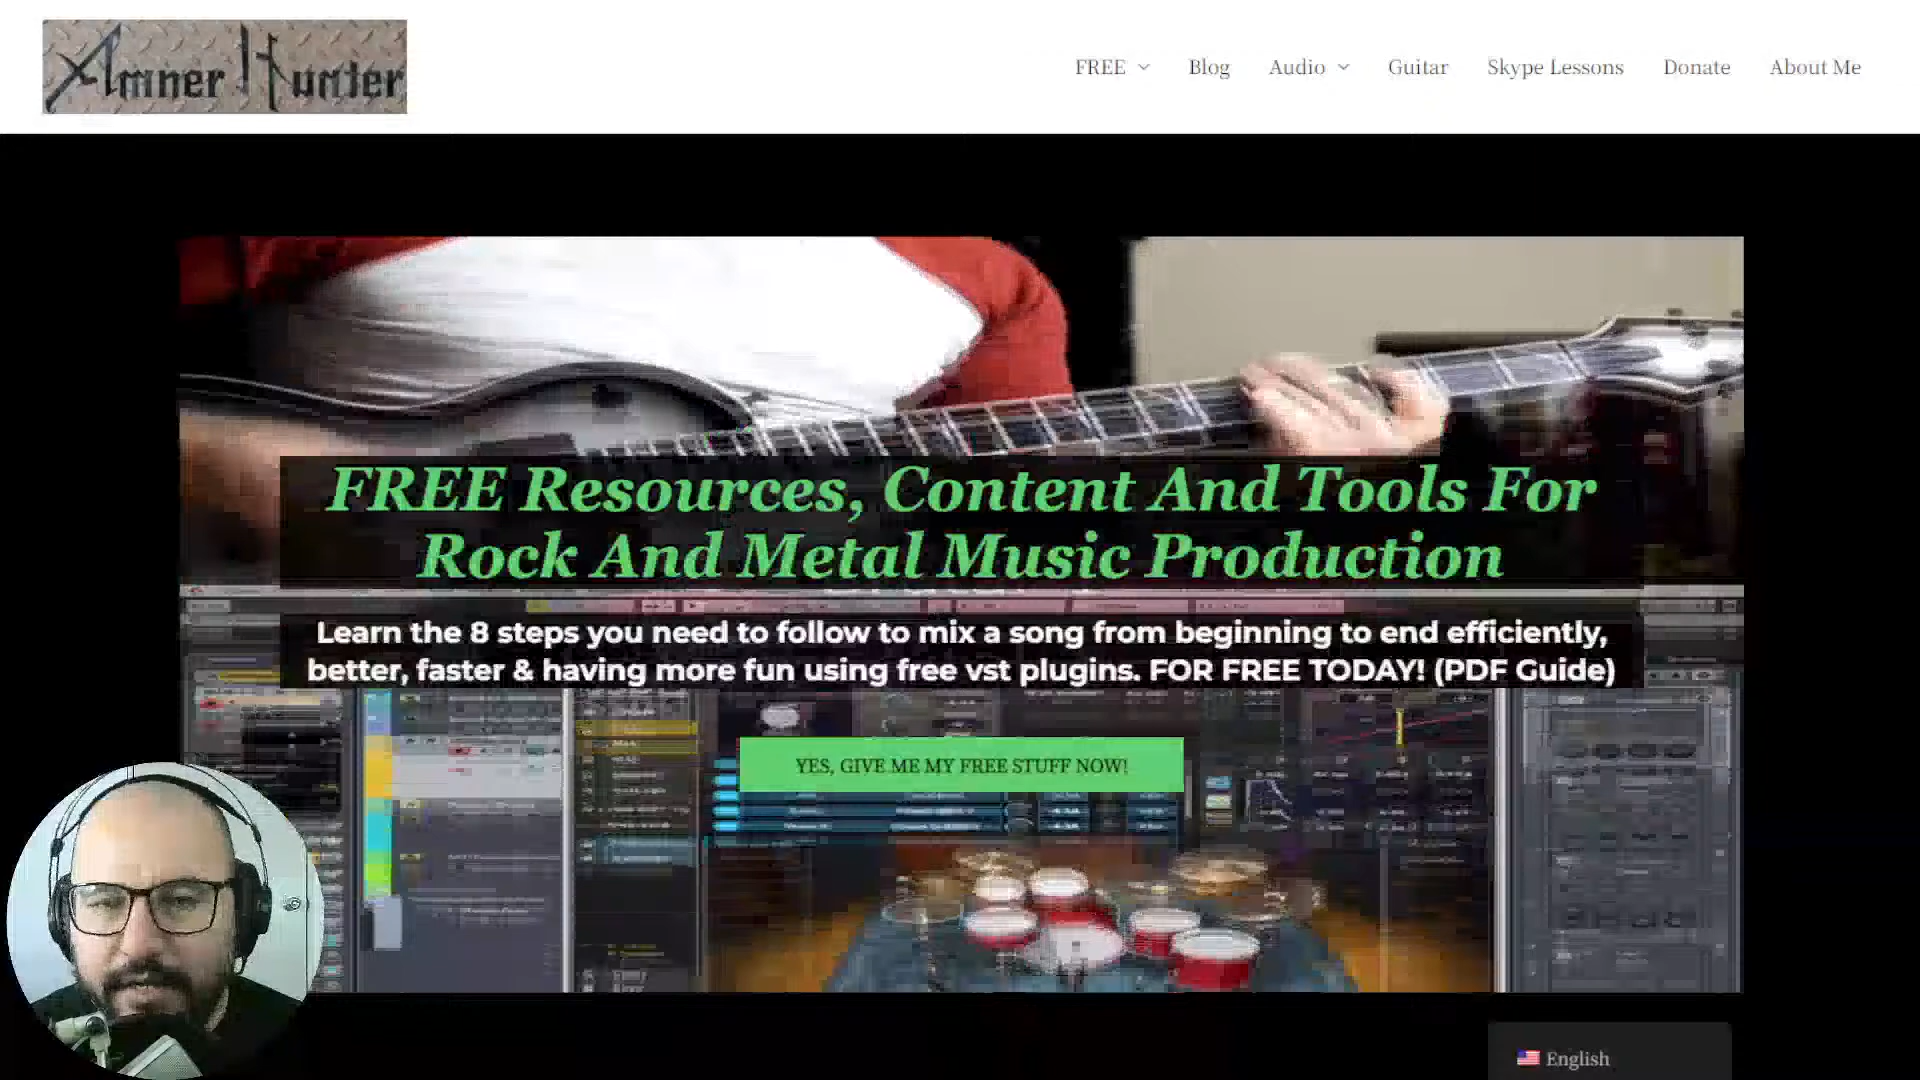 Amner Hunter
FREE
Blog
Audio
Guitar
Skype Lessons
Donate
About Me
FREE Resources, Content And Tools For
Rock And Metal Music Production
Learn the 8 steps you need to follow to mix a song from beginning to end efficiently,
better, faster & having more fun using free vst plugins. FOR FREE TODAY! (PDF Guide)
YES, GIVE ME MY FREE STUFF NOW!
English